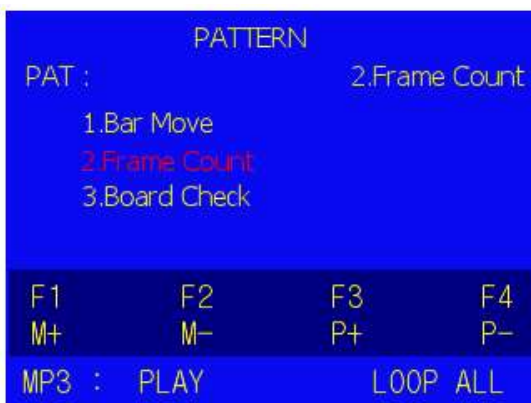 PATTERN
PAT : 2.Frame Count
1.Bar Move
2.Frame Count
3.Board Check
F1 F2 F3 F4
M+ M− P+ P−
MP3 : PLAY LOOP ALL